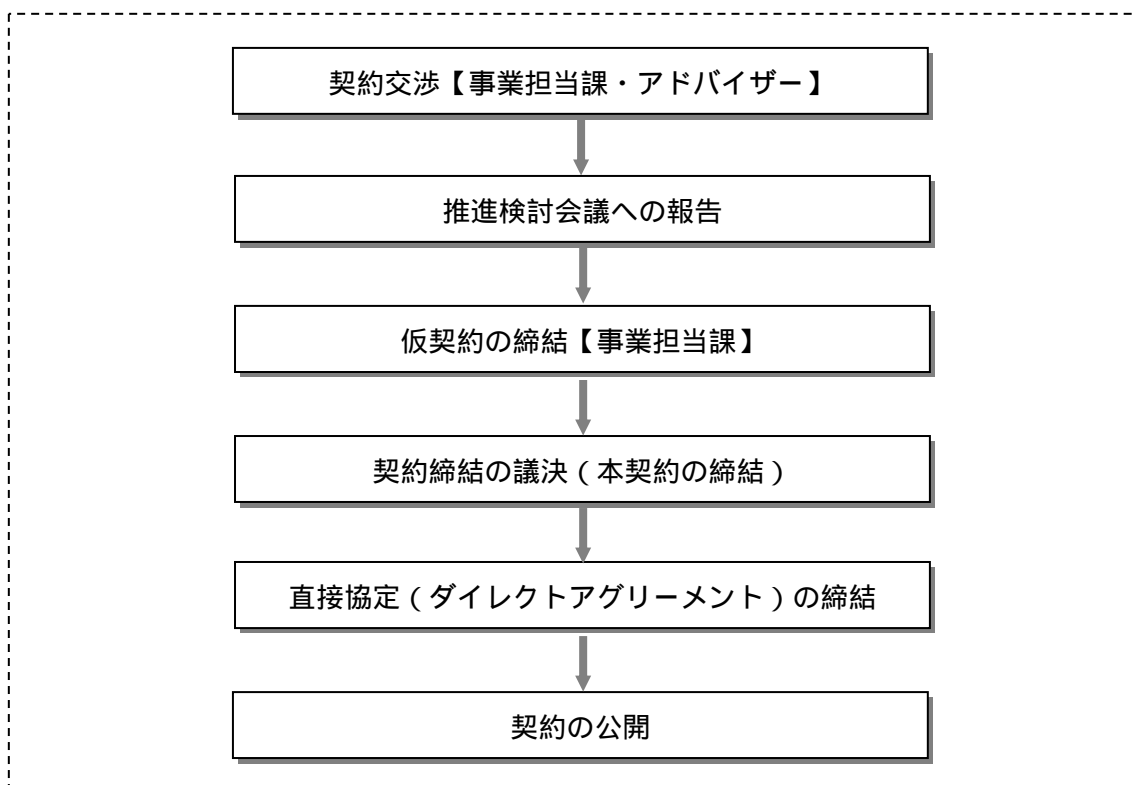 契約交渉【事業担当課・アドバイザー】
推進検討会議への報告
仮契約の締結【事業担当課】
契約締結の議決（本契約の締結）
直接協定（ダイレクトアグリーメント）の締結
契約の公開